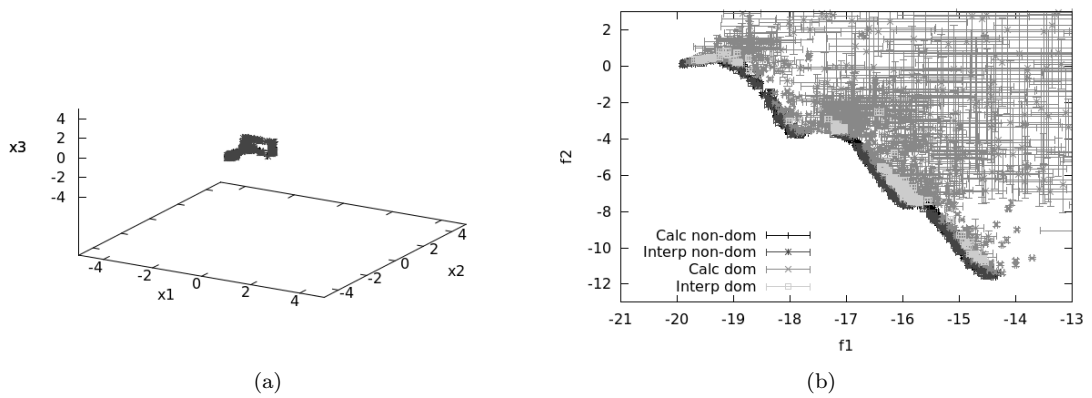 x3
4
2
0
-2
-4
-4
-2
0
2
4
x1
-4
-2
0
2
4
x2
(a)
f2
2
0
-2
-4
-6
-8
-10
-12
Calc non-dom
Interp non-dom
Calc dom
Interp dom
-21 -20 -19 -18 -17 -16 -15 -14 -13
f1
(b)